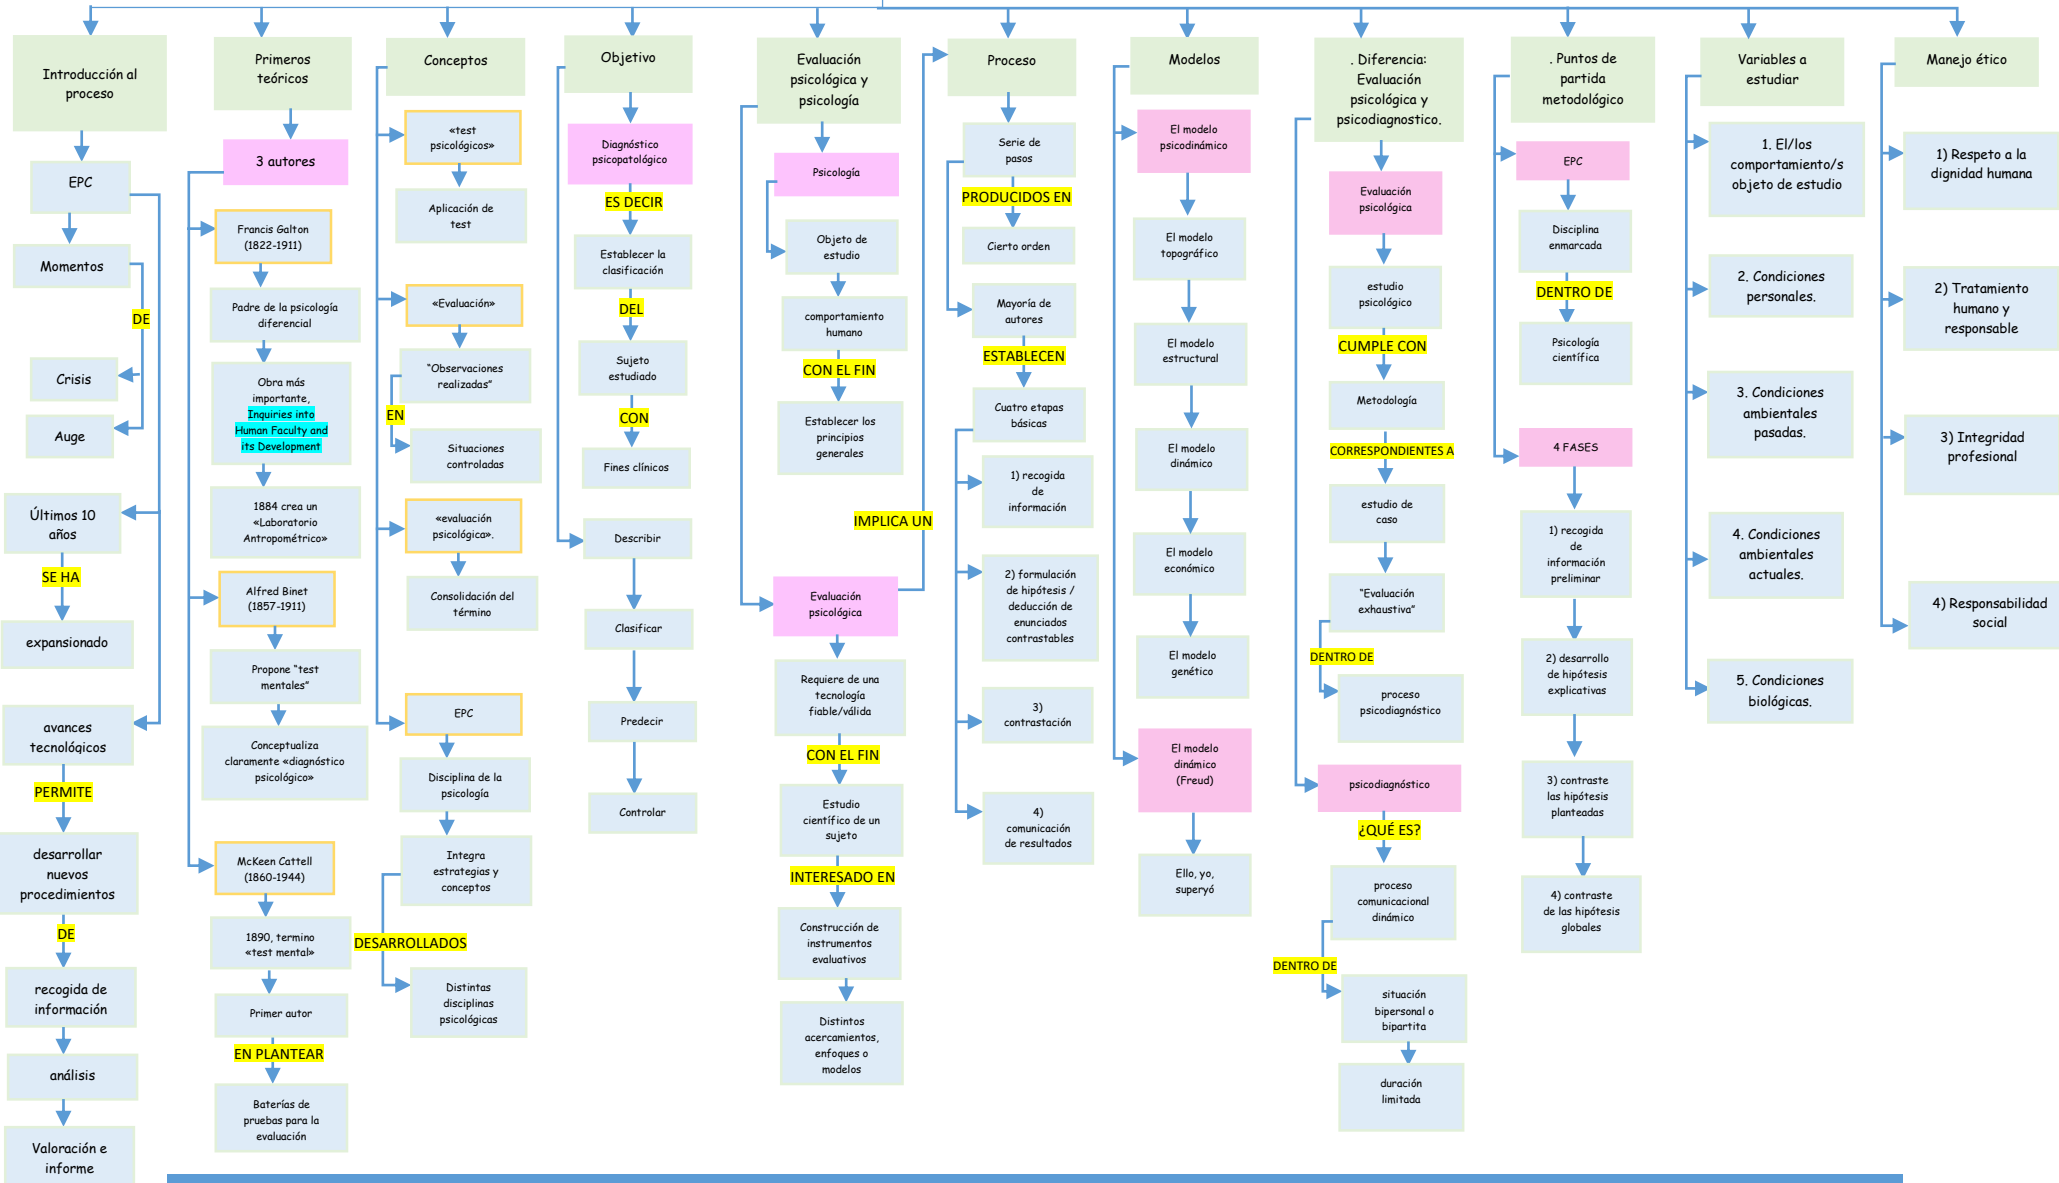 Introducción al
proceso
EPC
Momentos
DE
Crisis
Auge
Últimos 10
años
SE HA
expansionado
avances
tecnológicos
PERMITE
desarrollar
nuevos
procedimientos
DE
recogida de
información
análisis
Valoración e
informe
Primeros
teóricos
3 autores
Francis Galton
(1822-1911)
Padre de la psicología
diferencial
Obra más
importante,
Inquiries into
Human Faculty and
its Development
1884 crea un
«Laboratorio
Antropométrico»
Alfred Binet
(1857-1911)
Propone “test
mentales”
Conceptualiza
claramente «diagnóstico
psicológico»
McKeen Cattell
(1860-1944)
1890, termino
«test mental»
Primer autor
EN PLANTEAR
Baterías de
pruebas para la
evaluación
Conceptos
«test
psicológicos»
Aplicación de
test
«Evaluación»
“Observaciones
realizadas”
EN
Situaciones
controladas
«evaluación
psicológica».
Consolidación del
término
EPC
Disciplina de la
psicología
Integra
estrategias y
conceptos
DESARROLLADOS
Distintas
disciplinas
psicológicas
Objetivo
Diagnóstico
psicopatológico
ES DECIR
Establecer la
clasificación
DEL
Sujeto
estudiado
CON
Fines clínicos
Describir
Clasificar
Predecir
Controlar
Evaluación
psicológica y
psicología
Psicología
Objeto de
estudio
comportamiento
humano
CON EL FIN
Establecer los
principios
generales
IMPLICA UN
Evaluación
psicológica
Requiere de una
tecnología
fiable/válida
CON EL FIN
Estudio
científico de un
sujeto
INTERESADO EN
Construcción de
instrumentos
evaluativos
Distintos
acercamientos,
enfoques o
modelos
Proceso
Serie de
pasos
PRODUCIDOS EN
Cierto orden
Mayoría de
autores
ESTABLECEN
Cuatro etapas
básicas
1) recogida
de
información
2) formulación
de hipótesis /
deducción de
enunciados
contrastables
3)
contrastación
4)
comunicación
de resultados
Modelos
El modelo
psicodinámico
El modelo
topográfico
El modelo
estructural
El modelo
dinámico
El modelo
económico
El modelo
genético
El modelo
dinámico
(Freud)
Ello, yo,
superyó
. Diferencia:
Evaluación
psicológica y
psicodiagnostico.
Evaluación
psicológica
estudio
psicológico
CUMPLE CON
Metodología
CORRESPONDIENTES A
estudio de
caso
“Evaluación
exhaustiva”
DENTRO DE
proceso
psicodiagnóstico
psicodiagnóstico
¿QUÉ ES?
proceso
comunicacional
dinámico
DENTRO DE
situación
bipersonal o
bipartita
duración
limitada
. Puntos de
partida
metodológico
EPC
Disciplina
enmarcada
DENTRO DE
Psicología
científica
4 FASES
1) recogida
de
información
preliminar
2) desarrollo
de hipótesis
explicativas
3) contraste
las hipótesis
planteadas
4) contraste
de las hipótesis
globales
Variables a
estudiar
1. El/los
comportamiento/s
objeto de estudio
2. Condiciones
personales.
3. Condiciones
ambientales
pasadas.
4. Condiciones
ambientales
actuales.
5. Condiciones
biológicas.
Manejo ético
1) Respeto a la
dignidad humana
2) Tratamiento
humano y
responsable
3) Integridad
profesional
4) Responsabilidad
social